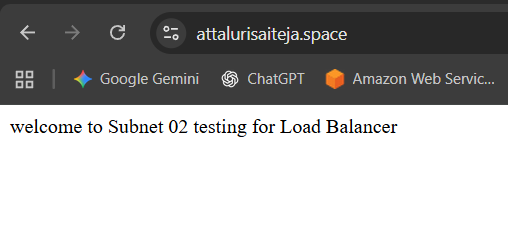 attalurisaiteja.space
Google Gemini ChatGPT Amazon Web Servic...
welcome to Subnet 02 testing for Load Balancer